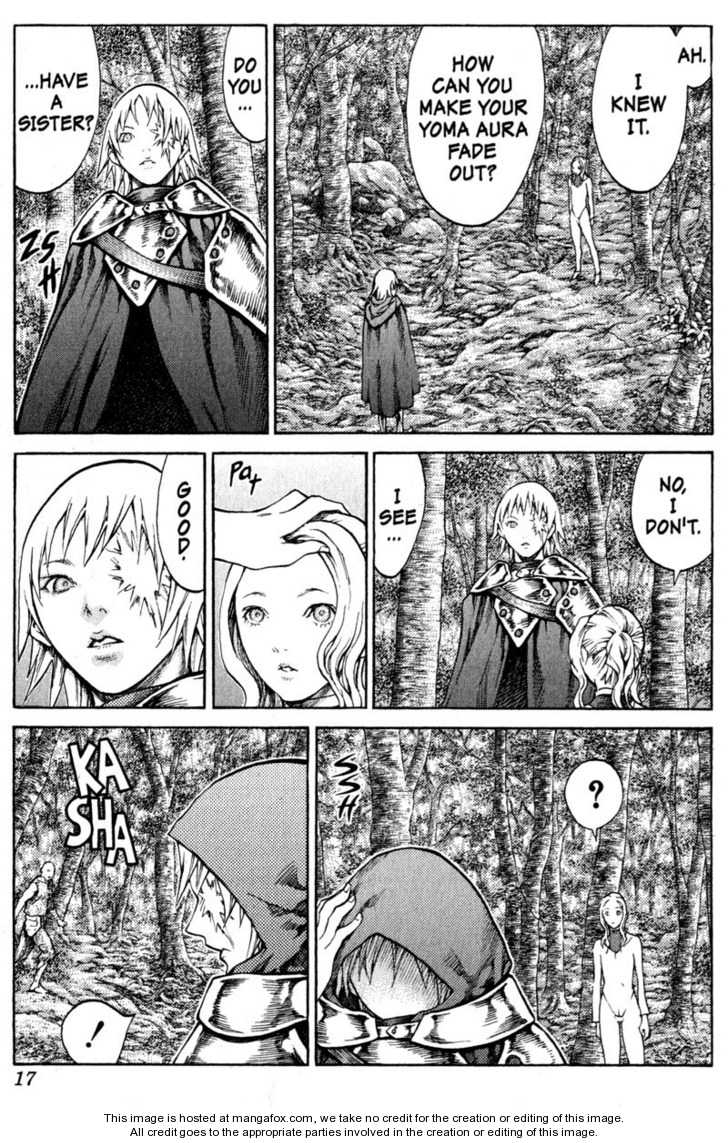 AH.
I
KNEW
IT.
HOW
CAN YOU
MAKE YOUR
YOMA AURA
FADE
OUT?
DO
YOU
...
...HAVE
A
SISTER?
ZSSH
NO,
I
DON'T.
I
SEE
...
Pat
GOOD.
?
SSH
KA
SHA
!
17
This image is hosted at mangafox.com, we take no credit for the creation or editing of this image.
All credit goes to the appropriate parties involved in the creation or editing of this image.